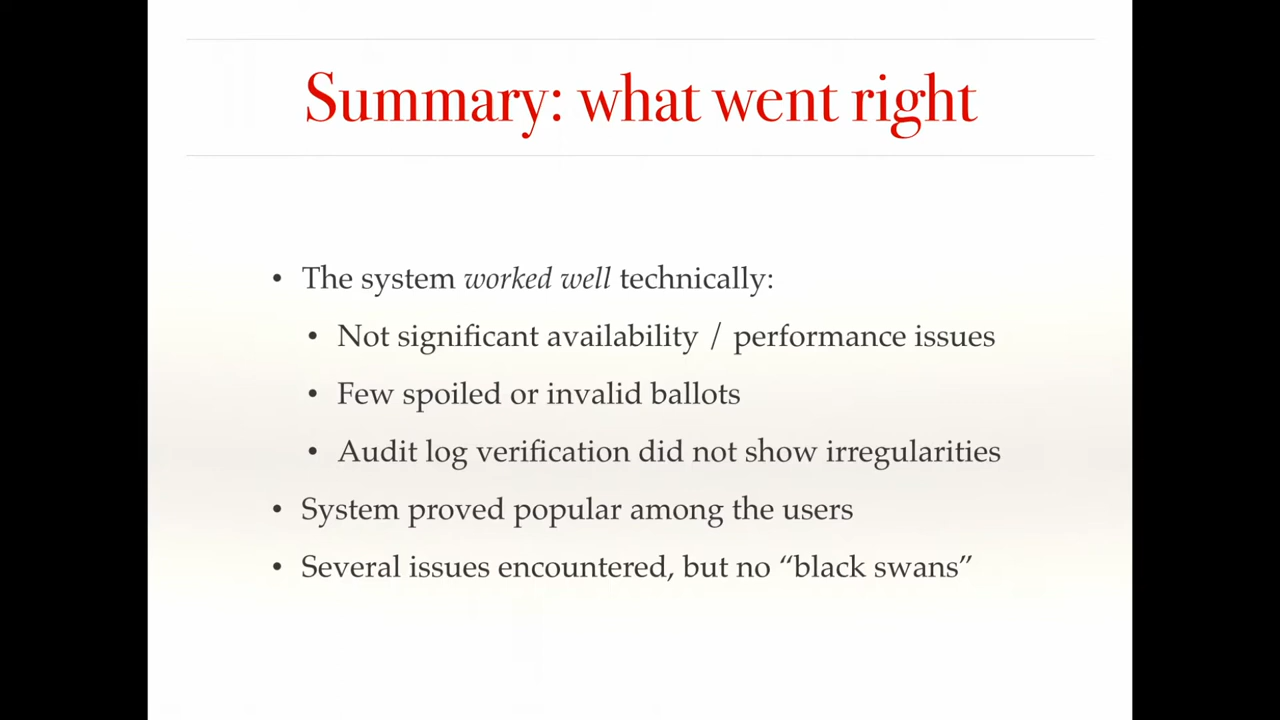 Summary: what went right
• The system worked well technically:
• Not significant availability / performance issues
• Few spoiled or invalid ballots
• Audit log verification did not show irregularities
• System proved popular among the users
• Several issues encountered, but no “black swans”